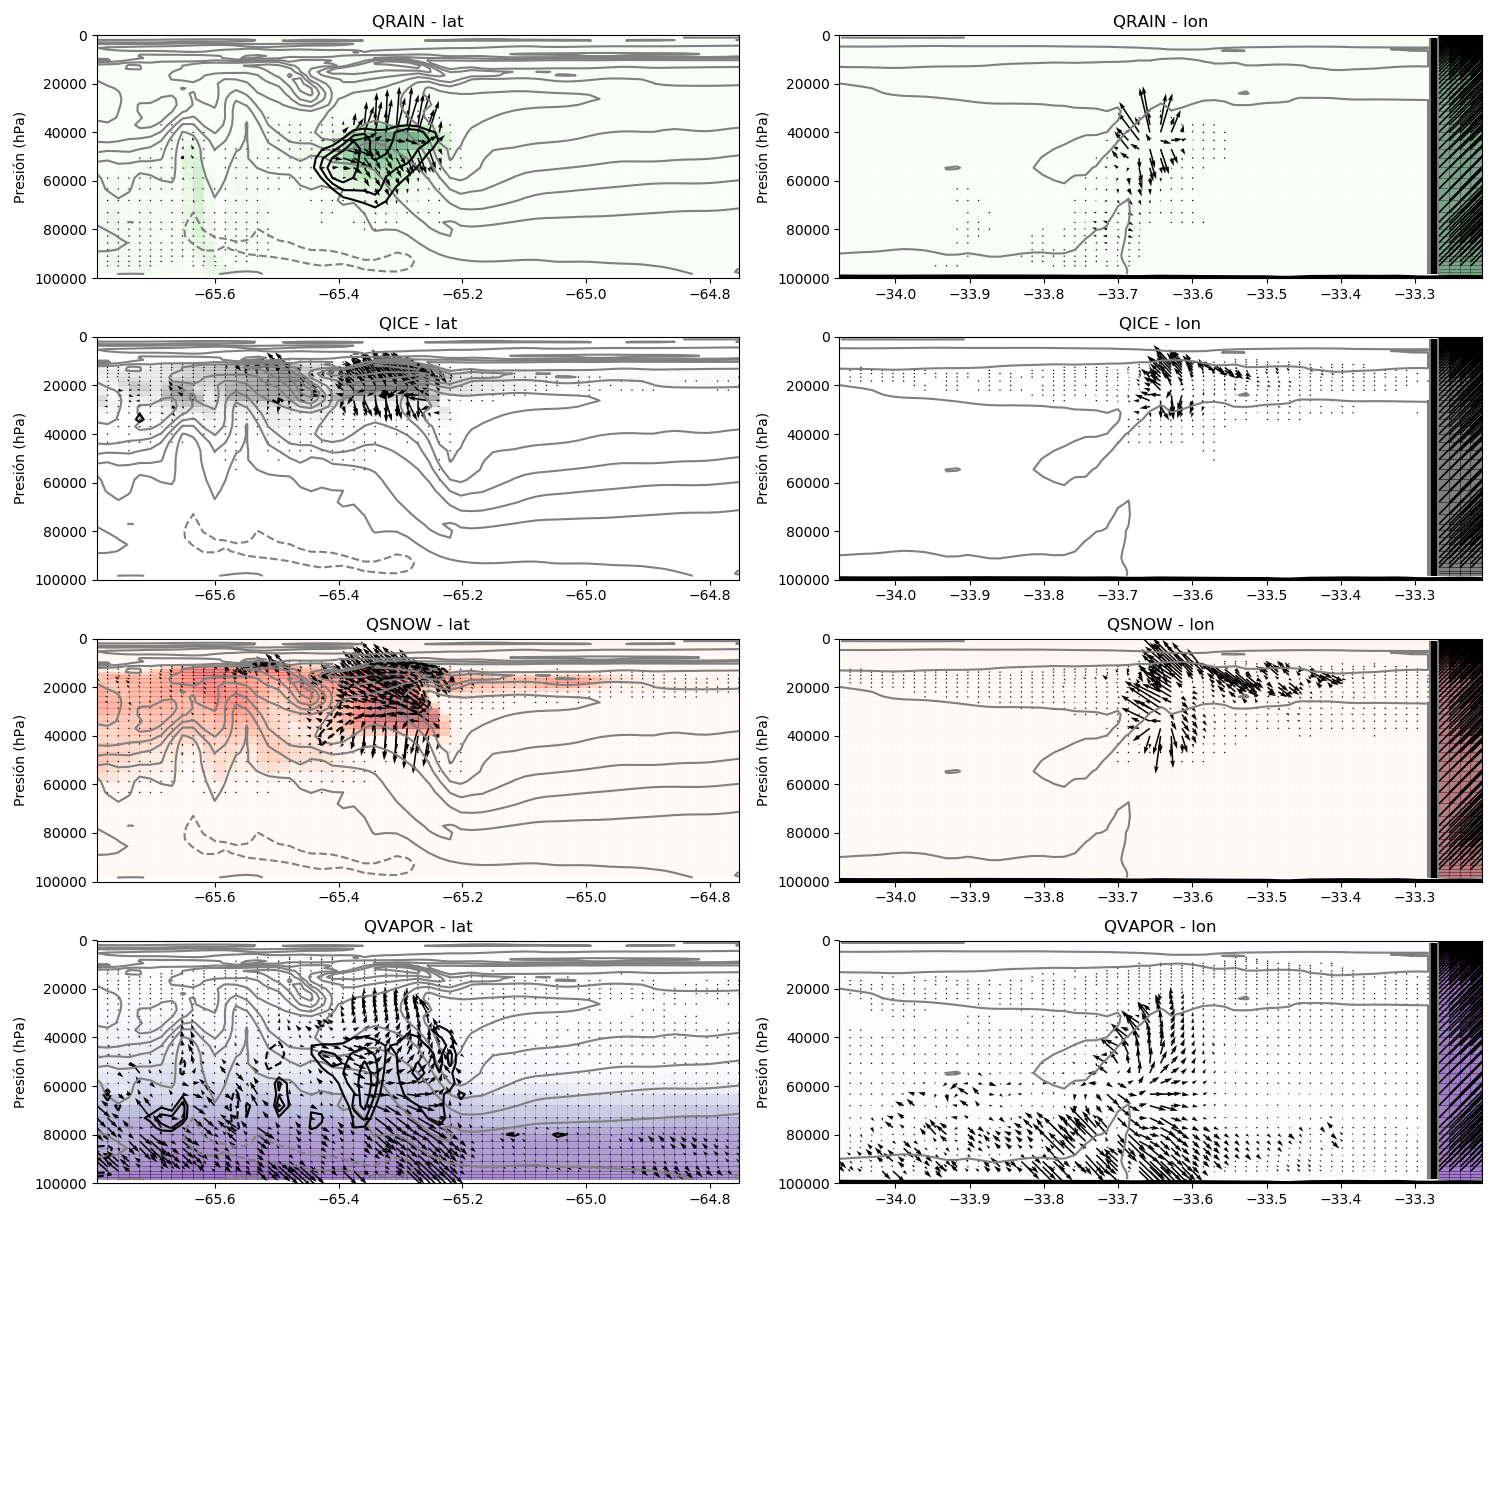 QRAIN - lat
Presión (hPa)
0
20000
40000
60000
80000
100000
−65.6 −65.4 −65.2 −65.0 −64.8
QRAIN - lon
Presión (hPa)
0
20000
40000
60000
80000
100000
−34.0 −33.9 −33.8 −33.7 −33.6 −33.5 −33.4 −33.3
QICE - lat
Presión (hPa)
0
20000
40000
60000
80000
100000
−65.6 −65.4 −65.2 −65.0 −64.8
QICE - lon
Presión (hPa)
0
20000
40000
60000
80000
100000
−34.0 −33.9 −33.8 −33.7 −33.6 −33.5 −33.4 −33.3
QSNOW - lat
Presión (hPa)
0
20000
40000
60000
80000
100000
−65.6 −65.4 −65.2 −65.0 −64.8
QSNOW - lon
Presión (hPa)
0
20000
40000
60000
80000
100000
−34.0 −33.9 −33.8 −33.7 −33.6 −33.5 −33.4 −33.3
QVAPOR - lat
Presión (hPa)
0
20000
40000
60000
80000
100000
−65.6 −65.4 −65.2 −65.0 −64.8
QVAPOR - lon
Presión (hPa)
0
20000
40000
60000
80000
100000
−34.0 −33.9 −33.8 −33.7 −33.6 −33.5 −33.4 −33.3